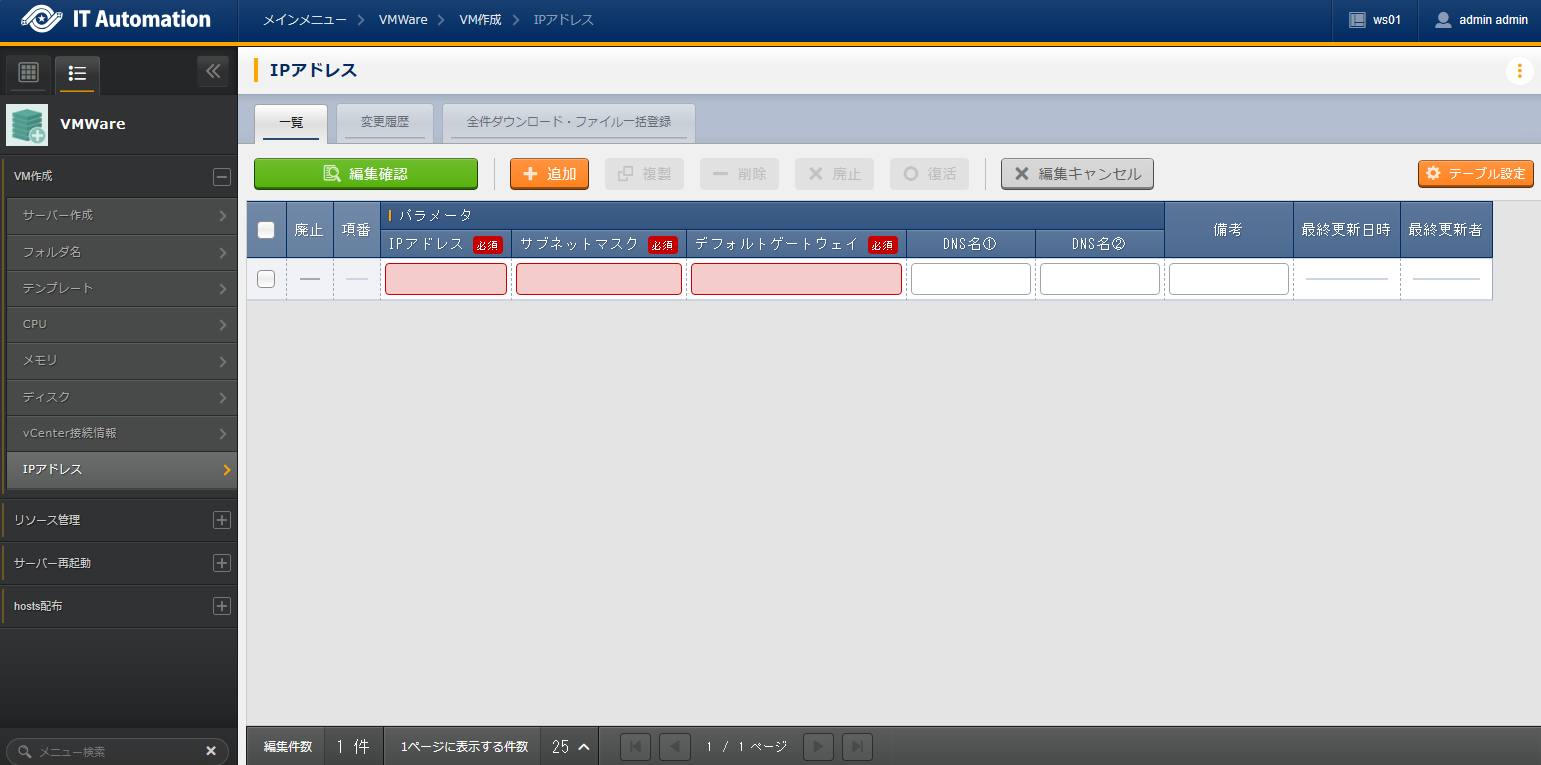 IT Automation
メインメニュー VMWare VM作成 IPアドレス
ws01 admin admin
IPアドレス
VMWare
一覧 変更履歴 全件ダウンロード・ファイル一括登録
編集確認 追加 複製 削除 廃止 復活 編集キャンセル テーブル設定
VM作成
サーバー作成
フォルダ名
テンプレート
CPU
メモリ
ディスク
vCenter接続情報
IPアドレス
リソース管理
サーバー再起動
hosts配布
メニュー検索
廃止 項番 パラメータ 備考 最終更新日時 最終更新者
IPアドレス 必須 サブネットマスク 必須 デフォルトゲートウェイ 必須 DNS名① DNS名②
編集件数 1 件 1ページに表示する件数 25 1 / 1 ページ